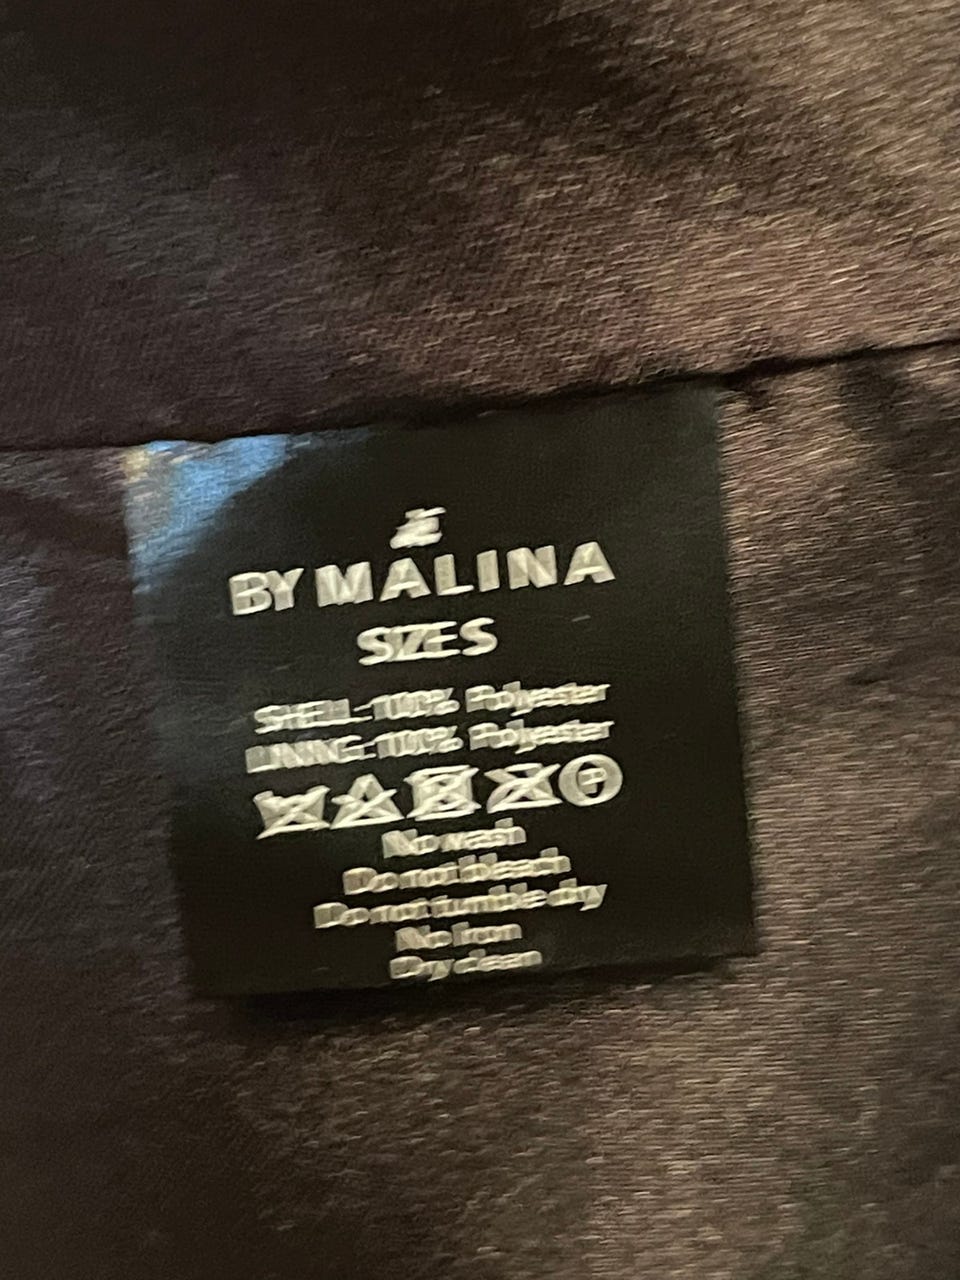 BY MALINA
SIZE S
SHELL: 100% Polyester
LINING: 100% Polyester
P
No wash
Do not bleach
Do not tumble dry
No Iron
Dry clean